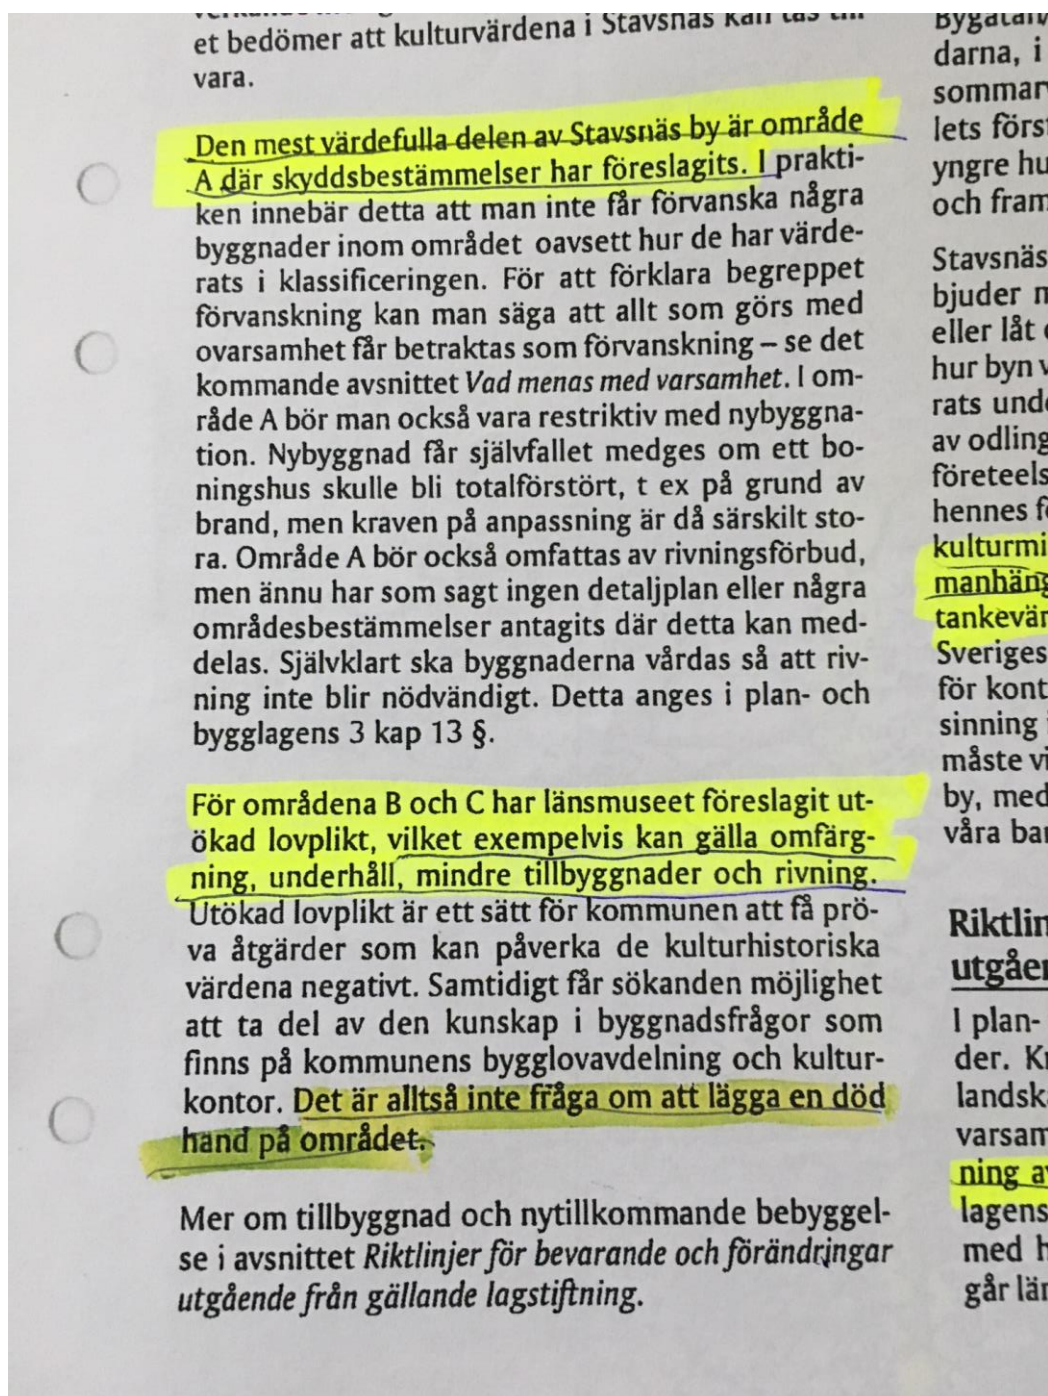 et bedömer att kulturvärdena i Stavsnäs kan tas till
vara.
Den mest värdefulla delen av Stavsnäs by är område
A där skyddsbestämmelser har föreslagits. I prakti-
ken innebär detta att man inte får förvanska några
byggnader inom området oavsett hur de har värde-
rats i klassificeringen. För att förklara begreppet
förvanskning kan man säga att allt som görs med
ovarsamhet får betraktas som förvanskning – se det
kommande avsnittet Vad menas med varsamhet. I om-
råde A bör man också vara restriktiv med nybyggna-
tion. Nybyggnad får självfallet medges om ett bo-
ningshus skulle bli totalförstört, t ex på grund av
brand, men kraven på anpassning är då särskilt sto-
ra. Område A bör också omfattas av rivningsförbud,
men ännu har som sagt ingen detaljplan eller några
områdesbestämmelser antagits där detta kan med-
delas. Självklart ska byggnaderna vårdas så att riv-
ning inte blir nödvändigt. Detta anges i plan- och
bygglagens 3 kap 13 §.
För områdena B och C har länsmuseet föreslagit ut-
ökad lovplikt, vilket exempelvis kan gälla omfärg-
ning, underhåll, mindre tillbyggnader och rivning.
Utökad lovplikt är ett sätt för kommunen att få prö-
va åtgärder som kan påverka de kulturhistoriska
värdena negativt. Samtidigt får sökanden möjlighet
att ta del av den kunskap i byggnadsfrågor som
finns på kommunens bygglovavdelning och kultur-
kontor. Det är alltså inte fråga om att lägga en död
hand på området.
Mer om tillbyggnad och nytillkommande bebyggel-
se i avsnittet Riktlinjer för bevarande och förändringar
utgående från gällande lagstiftning.
darna, i
sommar
lets först
yngre hu
och fram
Stavsnäs
bjuder m
eller låt
hur byn v
rats und
av odling
företeels
hennes f
kulturmi
manhäng
tankevär
Sveriges
för kont
sinning
måste vi
by, med
våra bar
Riktlin
utgåen
I plan-
der. K
landsk
varsam
ning av
lagens
med h
går län